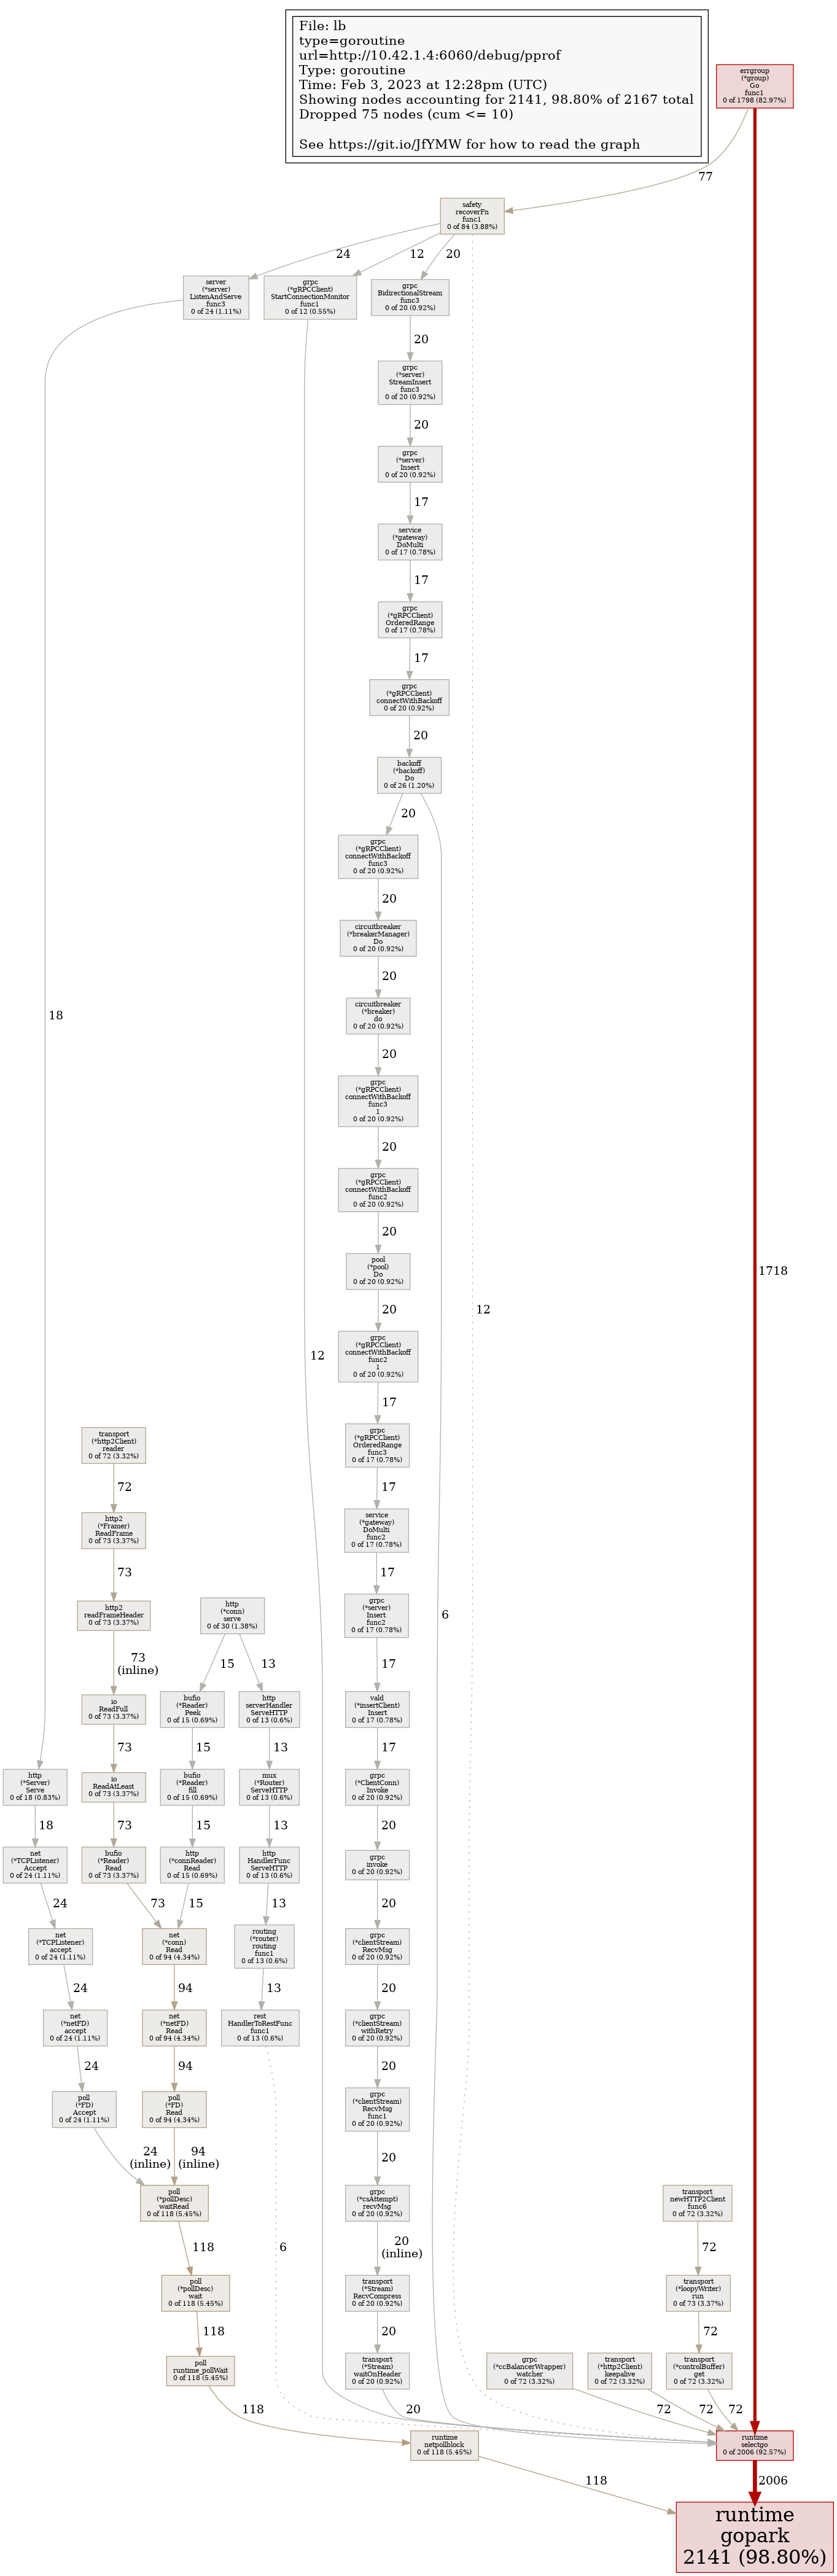 File: lb
type=goroutine
url=http://10.42.1.4:6060/debug/pprof
Type: goroutine
Time: Feb 3, 2023 at 12:28pm (UTC)
Showing nodes accounting for 2141, 98.80% of 2167 total
Dropped 75 nodes (cum <= 10)
See https://git.io/JfYMW for how to read the graph
errgroup
(*group)
Go
func1
0 of 1798 (82.97%)
77
safety
recoverFn
func1
0 of 84 (3.88%)
24
12
20
server
(*server)
ListenAndServe
func3
0 of 24 (1.11%)
grpc
(*gRPCClient)
StartConnectionMonitor
func1
0 of 12 (0.55%)
grpc
BidirectionalStream
func3
0 of 20 (0.92%)
20
grpc
(*server)
StreamInsert
func3
0 of 20 (0.92%)
20
grpc
(*server)
Insert
0 of 20 (0.92%)
17
service
(*gateway)
DoMulti
0 of 17 (0.78%)
17
grpc
(*gRPCClient)
OrderedRange
0 of 17 (0.78%)
17
grpc
(*gRPCClient)
connectWithBackoff
0 of 20 (0.92%)
20
backoff
(*backoff)
Do
0 of 26 (1.20%)
20
grpc
(*gRPCClient)
connectWithBackoff
func3
0 of 20 (0.92%)
20
circuitbreaker
(*breakerManager)
Do
0 of 20 (0.92%)
20
circuitbreaker
(*breaker)
do
0 of 20 (0.92%)
18
20
grpc
(*gRPCClient)
connectWithBackoff
func3
1
0 of 20 (0.92%)
20
grpc
(*gRPCClient)
connectWithBackoff
func2
0 of 20 (0.92%)
20
pool
(*pool)
Do
0 of 20 (0.92%)
1718
20
12
grpc
(*gRPCClient)
connectWithBackoff
func2
1
0 of 20 (0.92%)
12
17
grpc
(*gRPCClient)
OrderedRange
func3
0 of 17 (0.78%)
transport
(*http2Client)
reader
0 of 72 (3.32%)
72
17
http2
(*Framer)
ReadFrame
0 of 73 (3.37%)
service
(*gateway)
DoMulti
func2
0 of 17 (0.78%)
73
17
http2
readFrameHeader
0 of 73 (3.37%)
http
(*conn)
serve
0 of 30 (1.38%)
grpc
(*server)
Insert
func2
0 of 17 (0.78%)
6
73
(inline)
15
13
17
io
ReadFull
0 of 73 (3.37%)
bufio
(*Reader)
Peek
0 of 15 (0.69%)
http
serverHandler
ServeHTTP
0 of 13 (0.6%)
vald
(*insertClient)
Insert
0 of 17 (0.78%)
73
15
13
17
http
(*Server)
Serve
0 of 18 (0.83%)
io
ReadAtLeast
0 of 73 (3.37%)
bufio
(*Reader)
fill
0 of 15 (0.69%)
mux
(*Router)
ServeHTTP
0 of 13 (0.6%)
grpc
(*ClientConn)
Invoke
0 of 20 (0.92%)
18
73
15
13
20
net
(*TCPListener)
Accept
0 of 24 (1.11%)
bufio
(*Reader)
Read
0 of 73 (3.37%)
http
(*connReader)
Read
0 of 15 (0.69%)
http
HandlerFunc
ServeHTTP
0 of 13 (0.6%)
grpc
invoke
0 of 20 (0.92%)
24
73
15
13
20
net
(*TCPListener)
accept
0 of 24 (1.11%)
net
(*conn)
Read
0 of 94 (4.34%)
routing
(*router)
routing
func1
0 of 13 (0.6%)
grpc
(*clientStream)
RecvMsg
0 of 20 (0.92%)
24
94
13
20
net
(*netFD)
accept
0 of 24 (1.11%)
net
(*netFD)
Read
0 of 94 (4.34%)
rest
HandlerToRestFunc
func1
0 of 13 (0.6%)
grpc
(*clientStream)
withRetry
0 of 20 (0.92%)
24
94
20
poll
(*FD)
Accept
0 of 24 (1.11%)
poll
(*FD)
Read
0 of 94 (4.34%)
grpc
(*clientStream)
RecvMsg
func1
0 of 20 (0.92%)
24
(inline)
94
(inline)
20
poll
(*pollDesc)
waitRead
0 of 118 (5.45%)
grpc
(*csAttempt)
recvMsg
0 of 20 (0.92%)
transport
newHTTP2Client
func6
0 of 72 (3.32%)
118
6
20
(inline)
72
poll
(*pollDesc)
wait
0 of 118 (5.45%)
transport
(*Stream)
RecvCompress
0 of 20 (0.92%)
transport
(*loopyWriter)
run
0 of 73 (3.37%)
118
20
72
poll
runtime_pollWait
0 of 118 (5.45%)
transport
(*Stream)
waitOnHeader
0 of 20 (0.92%)
grpc
(*ccBalancerWrapper)
watcher
0 of 72 (3.32%)
transport
(*http2Client)
keepalive
0 of 72 (3.32%)
transport
(*controlBuffer)
get
0 of 72 (3.32%)
118
20
72
72
72
runtime
netpollblock
0 of 118 (5.45%)
runtime
selectgo
0 of 2006 (92.57%)
118
2006
runtime
gopark
2141 (98.80%)